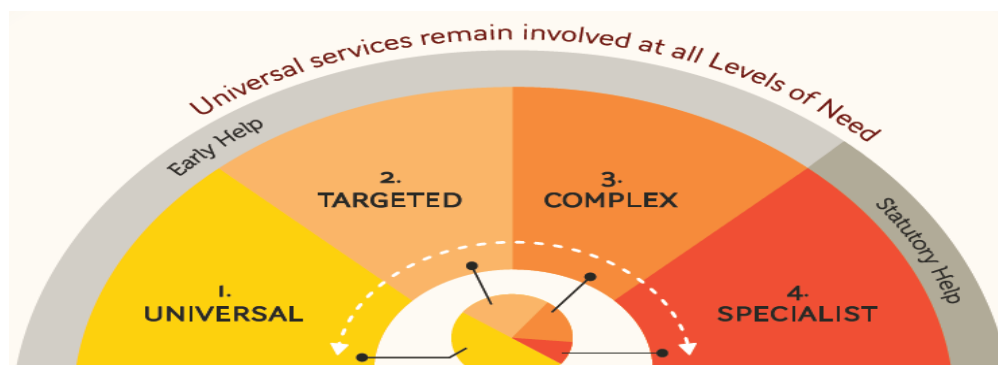 Universal services remain involved at all Levels of Need
Early Help
2.
TARGETED
3.
COMPLEX
Statutory Help
1.
UNIVERSAL
4.
SPECIALIST